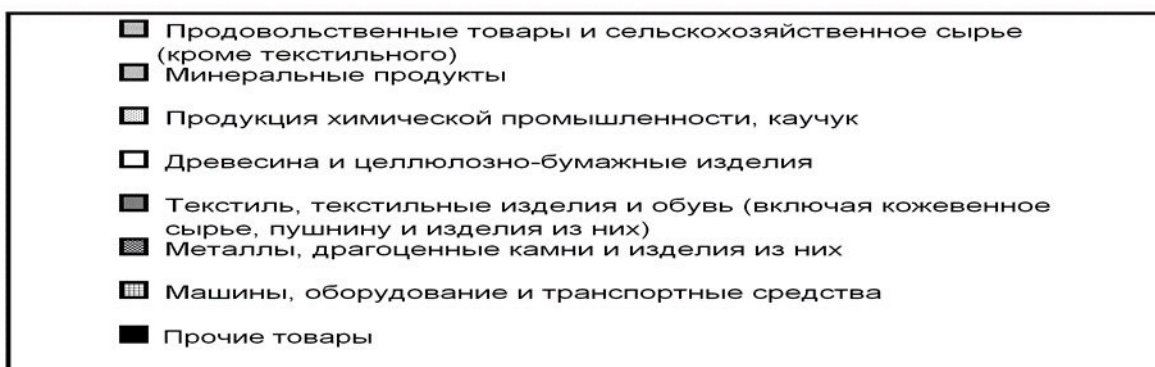 Продовольственные товары и сельскохозяйственное сырье
(кроме текстильного)
Минеральные продукты
Продукция химической промышленности, каучук
Древесина и целлюлозно-бумажные изделия
Текстиль, текстильные изделия и обувь (включая кожевенное
сырье, пушнину и изделия из них)
Металлы, драгоценные камни и изделия из них
Машины, оборудование и транспортные средства
Прочие товары